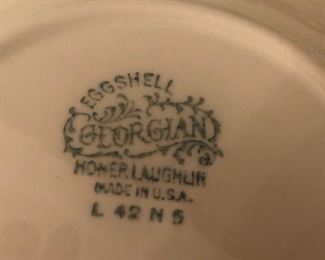 EGGSHELL
GEORGIAN
HOMER LAUGHLIN
MADE IN U.S.A.
L 42 N 5